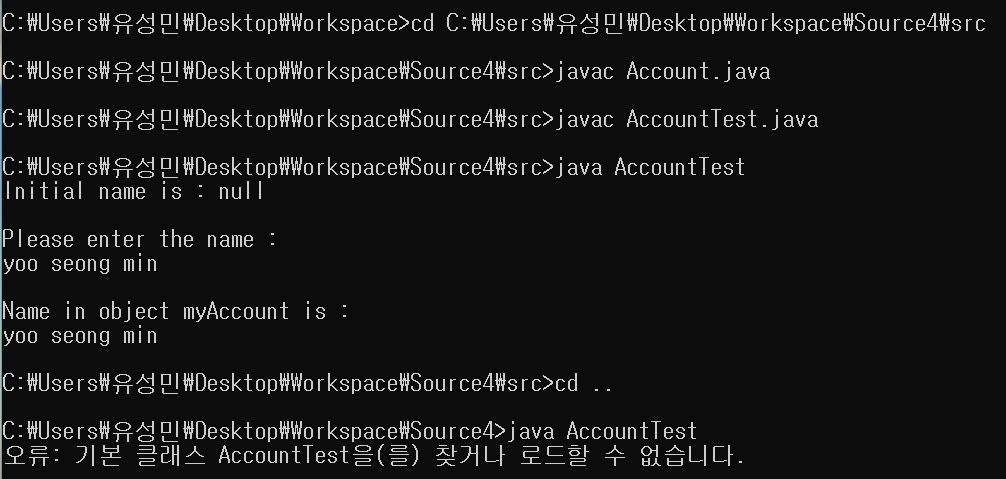 C:₩Users₩유성민₩Desktop₩Workspace>cd C:₩Users₩유성민₩Desktop₩Workspace₩Source4₩src
C:₩Users₩유성민₩Desktop₩Workspace₩Source4₩src>javac Account.java
C:₩Users₩유성민₩Desktop₩Workspace₩Source4₩src>javac AccountTest.java
C:₩Users₩유성민₩Desktop₩Workspace₩Source4₩src>java AccountTest
Initial name is : null
Please enter the name :
yoo seong min
Name in object myAccount is :
yoo seong min
C:₩Users₩유성민₩Desktop₩Workspace₩Source4₩src>cd ..
C:₩Users₩유성민₩Desktop₩Workspace₩Source4>java AccountTest
오류: 기본 클래스 AccountTest을(를) 찾거나 로드할 수 없습니다.